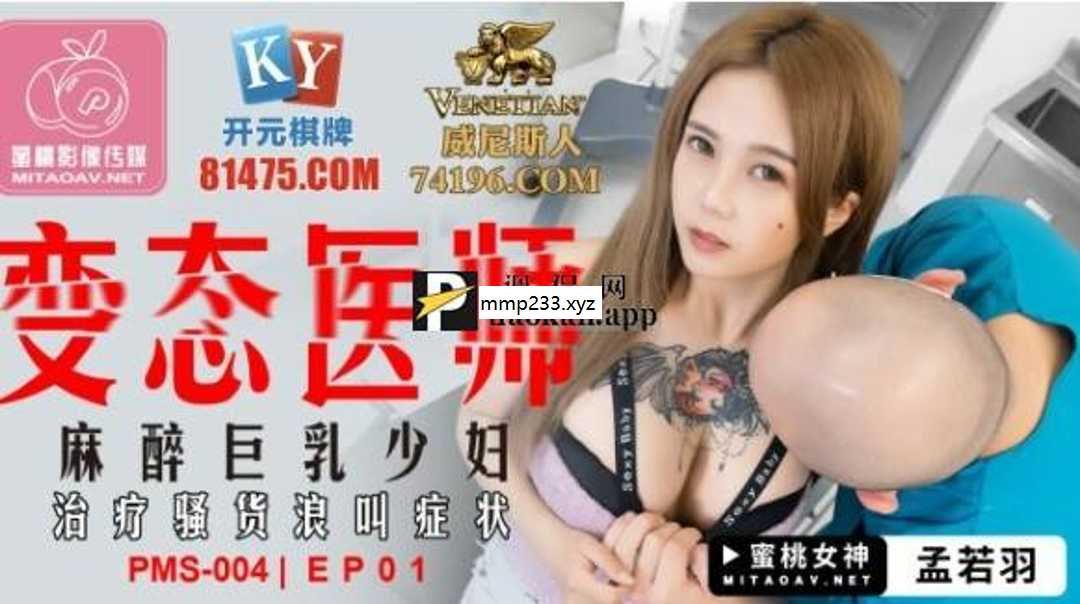 蜜桃影像传媒
MITAOAV.NET
KY
开元棋牌
81475.COM
VENETIAN
威尼斯人
74196.COM
变态医师
mmp233.xyz
麻醉巨乳少妇
治疗骚货浪叫症状
PMS-004 | EP01
Sexy Baby
Sexy Baby
蜜桃女神
MITAOAV.NET
孟若羽